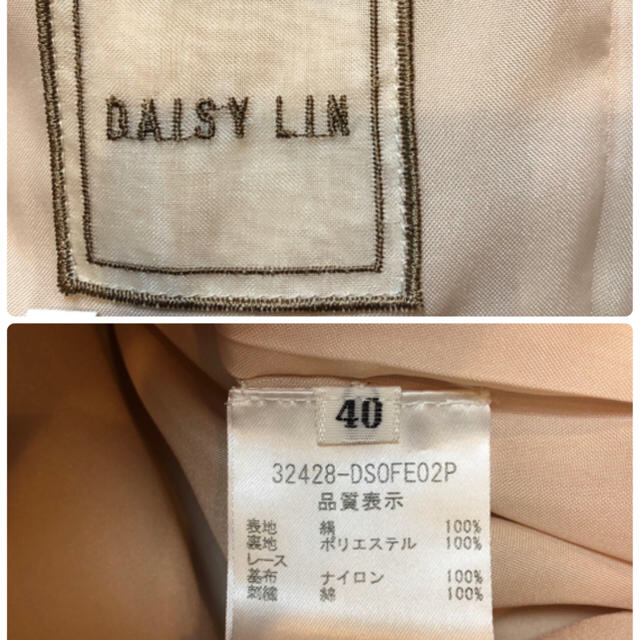 DAISY LIN
40
32428-DS0FE02P
品質表示
表地 絹 100%
裏地 ポリエステル 100%
レース
基布 ナイロン 100%
刺繍 綿 100%